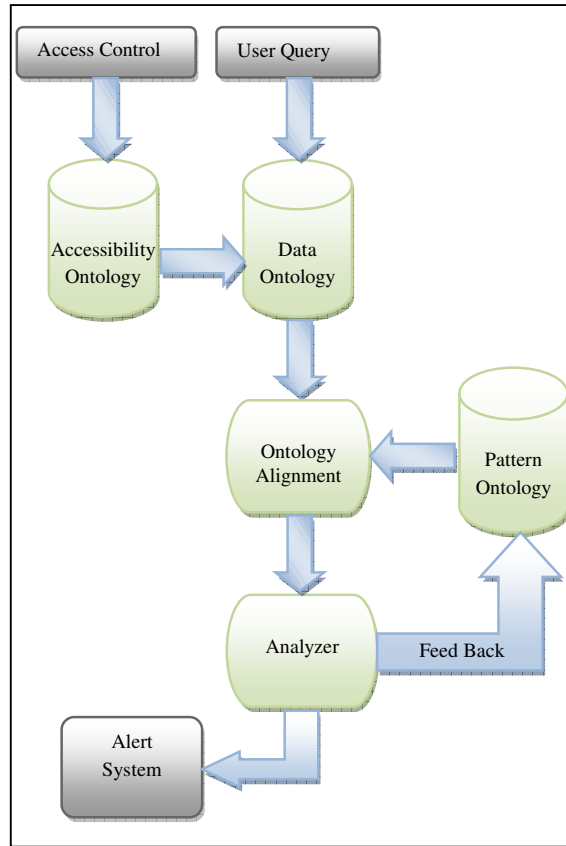 Access Control
User Query
Accessibility
Ontology
Data
Ontology
Ontology
Alignment
Pattern
Ontology
Analyzer
Feed Back
Alert
System